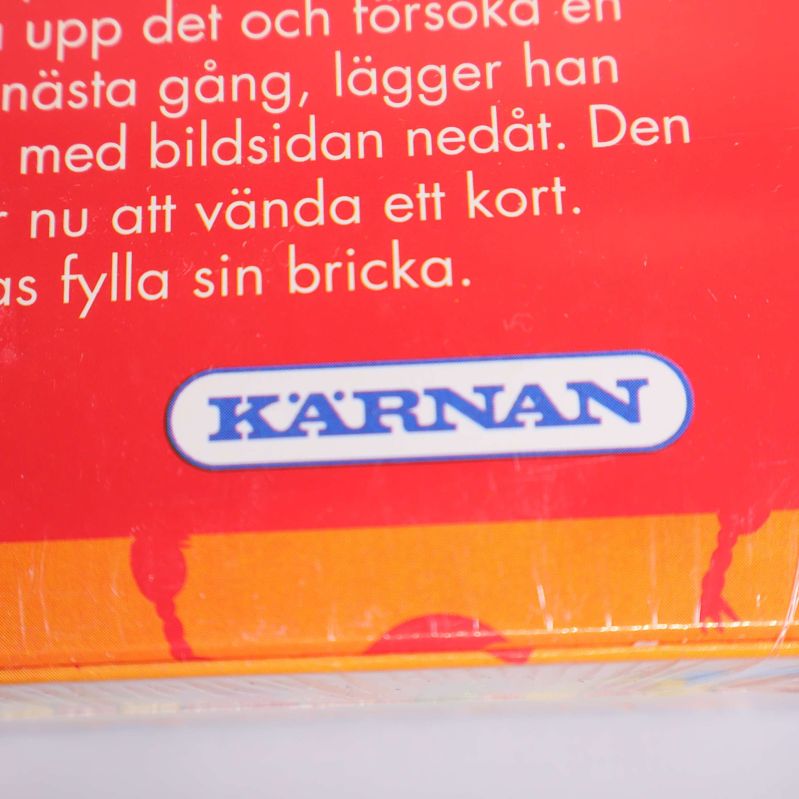 upp det och försöka en
nästa gång, lägger han
med bildsidan nedåt. Den
nu att vända ett kort.
fylla sin bricka.
KÄRNAN